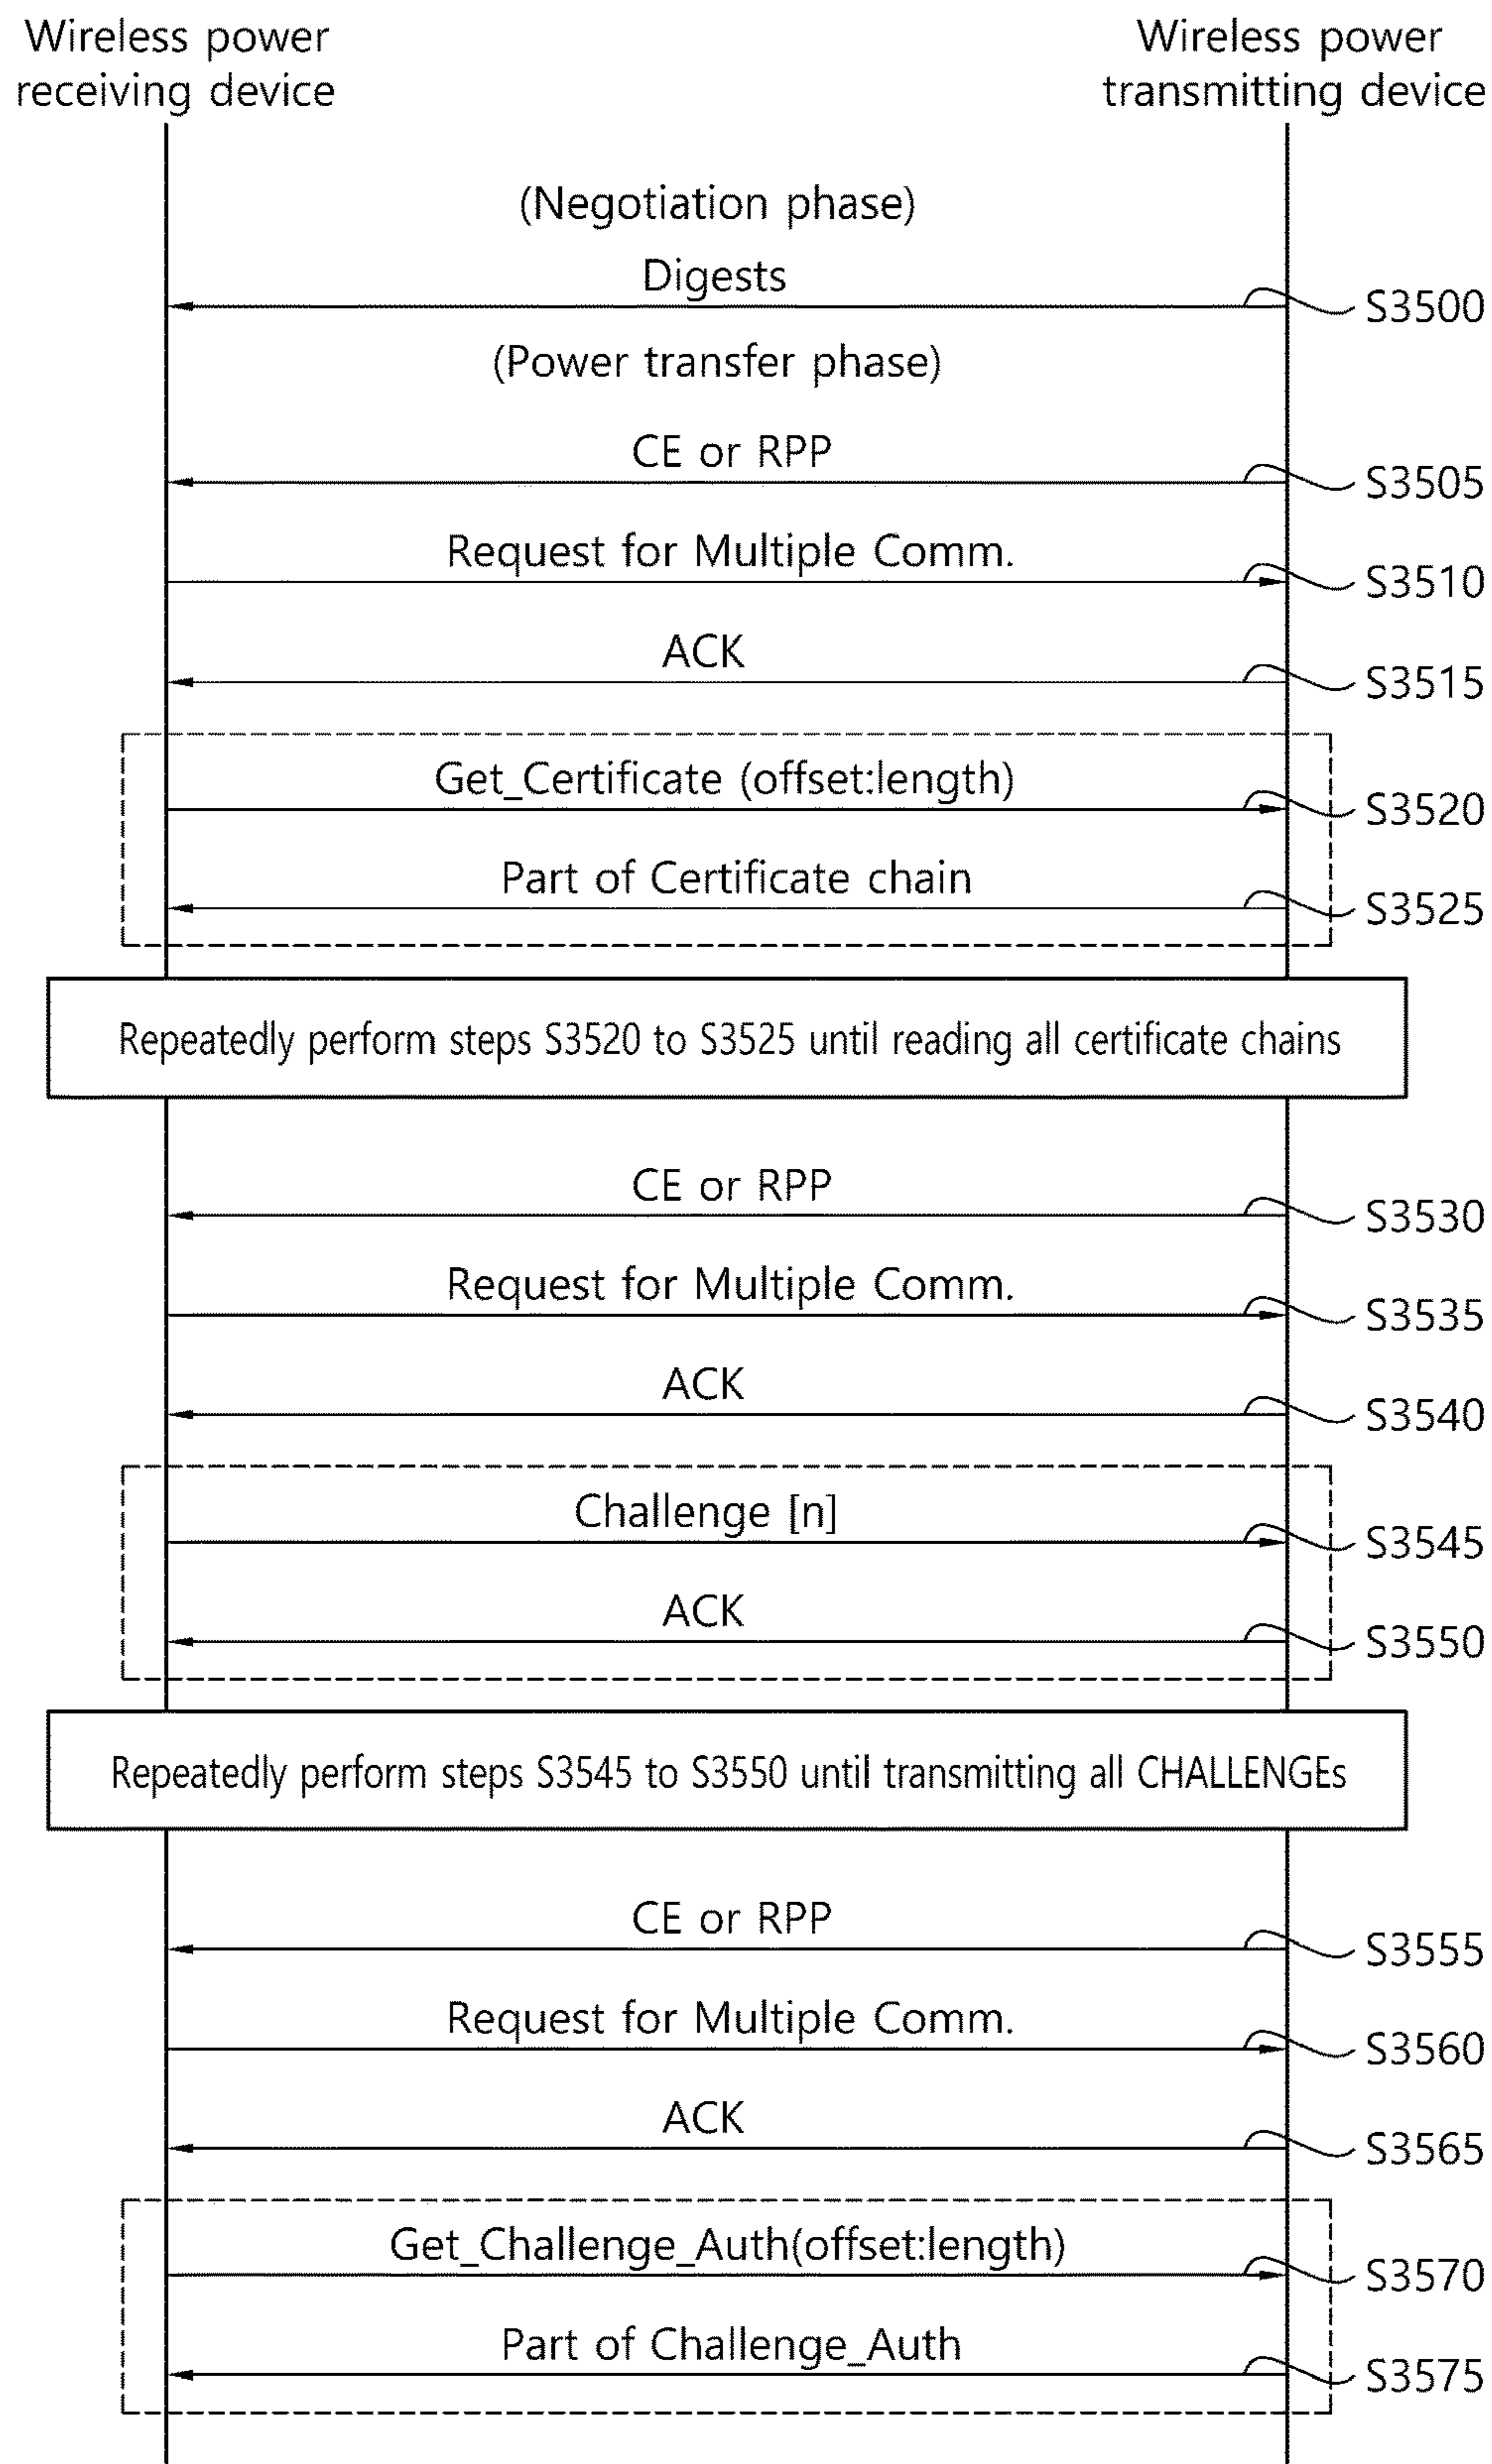 Wireless power
receiving device
Wireless power
transmitting device
(Negotiation phase)
Digests
S3500
(Power transfer phase)
CE or RPP
S3505
Request for Multiple Comm.
S3510
ACK
S3515
Get_Certificate (offset:length)
S3520
Part of Certificate chain
S3525
Repeatedly perform steps S3520 to S3525 until reading all certificate chains
CE or RPP
S3530
Request for Multiple Comm.
S3535
ACK
S3540
Challenge [n]
S3545
ACK
S3550
Repeatedly perform steps S3545 to S3550 until transmitting all CHALLENGEs
CE or RPP
S3555
Request for Multiple Comm.
S3560
ACK
S3565
Get_Challenge_Auth(offset:length)
S3570
Part of Challenge_Auth
S3575